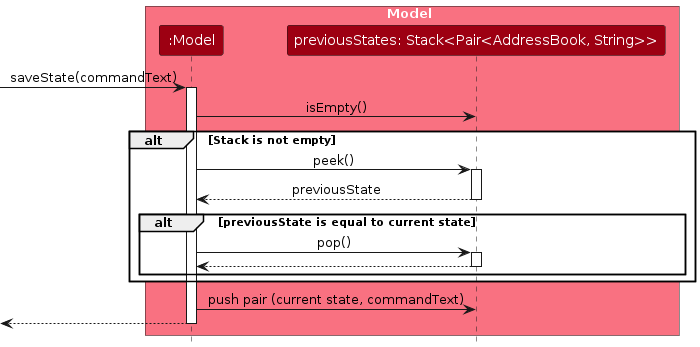 Model
:Model
previousStates: Stack<Pair<AddressBook, String>>
saveState(commandText)
isEmpty()
alt [Stack is not empty]
peek()
previousState
alt [previousState is equal to current state]
pop()
push pair (current state, commandText)